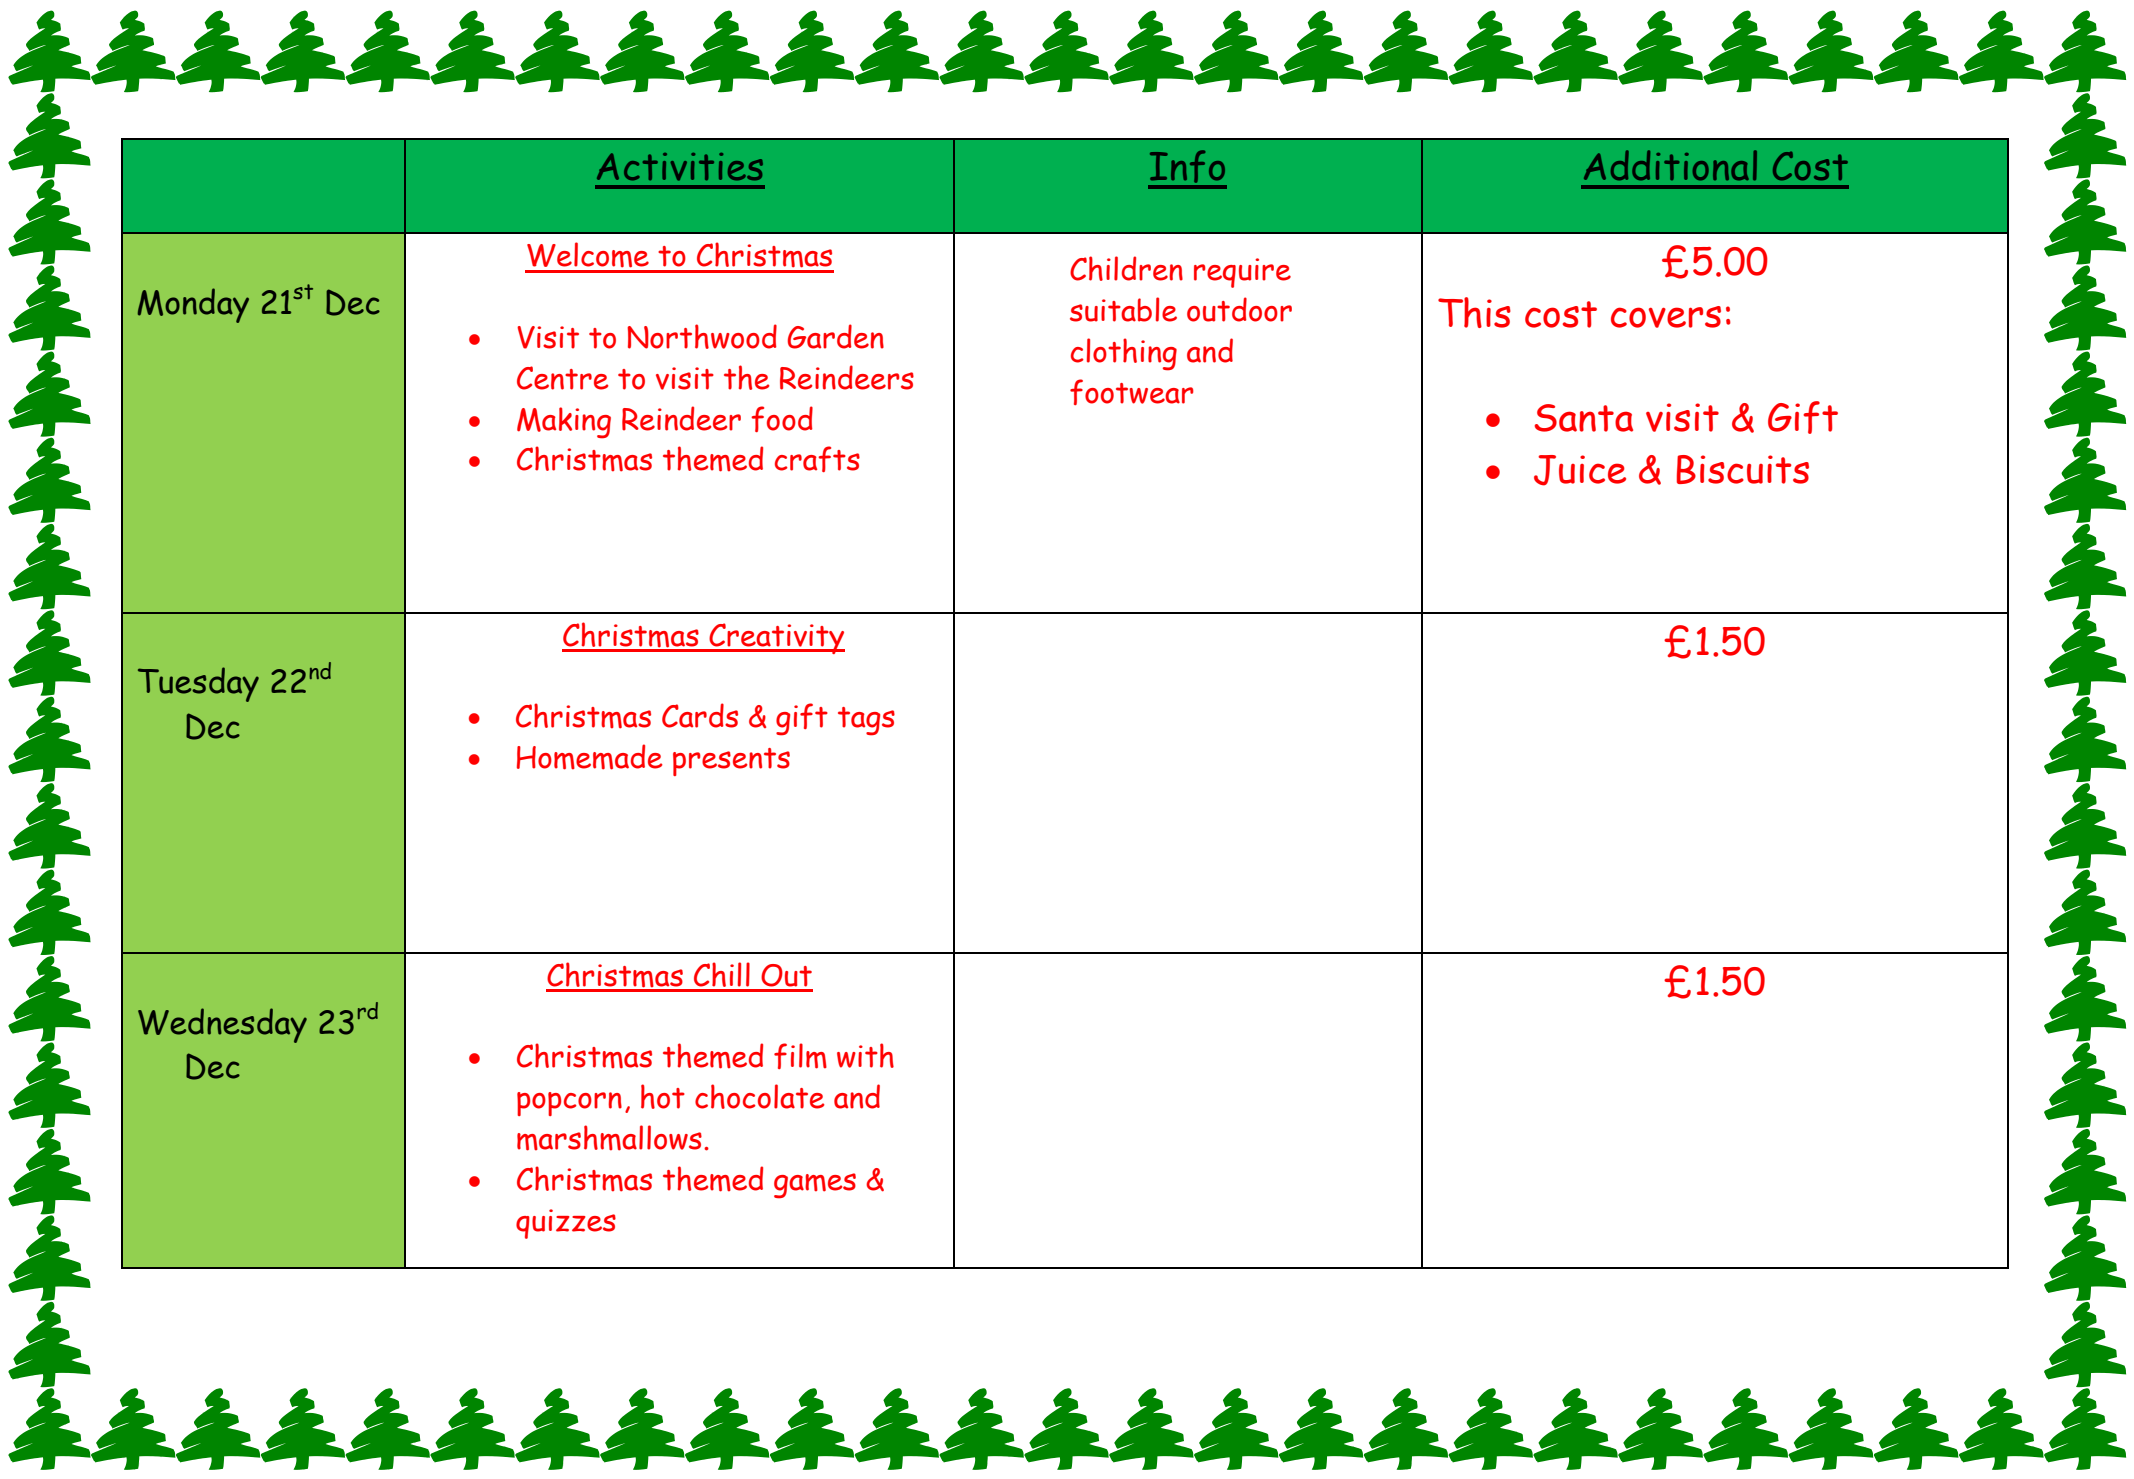 Activities
Info
Additional Cost
Monday 21st Dec
Welcome to Christmas
• Visit to Northwood Garden
Centre to visit the Reindeers
• Making Reindeer food
• Christmas themed crafts
Children require
suitable outdoor
clothing and
footwear
£5.00
This cost covers:
• Santa visit & Gift
• Juice & Biscuits
Tuesday 22nd
Dec
Christmas Creativity
• Christmas Cards & gift tags
• Homemade presents
£1.50
Wednesday 23rd
Dec
Christmas Chill Out
• Christmas themed film with
popcorn, hot chocolate and
marshmallows.
• Christmas themed games &
quizzes
£1.50